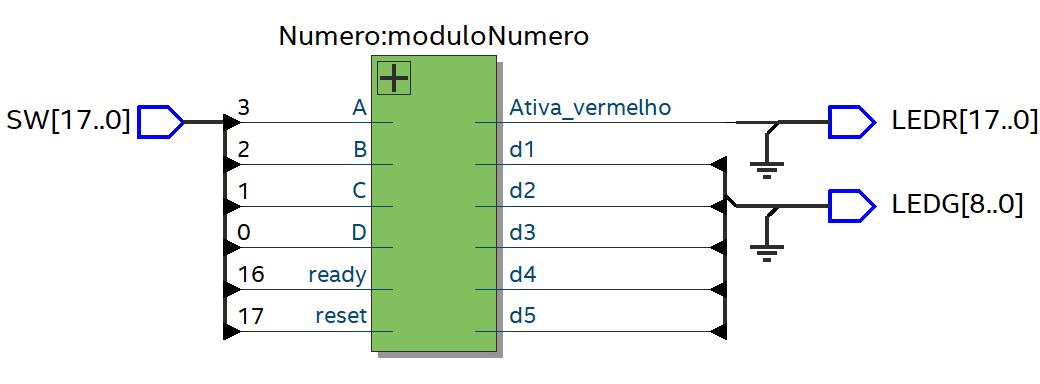 Numero:moduloNumero
SW[17..0]
3 A Ativa_vermelho LEDR[17..0]
2 B d1
1 C d2 LEDG[8..0]
0 D d3
16 ready d4
17 reset d5